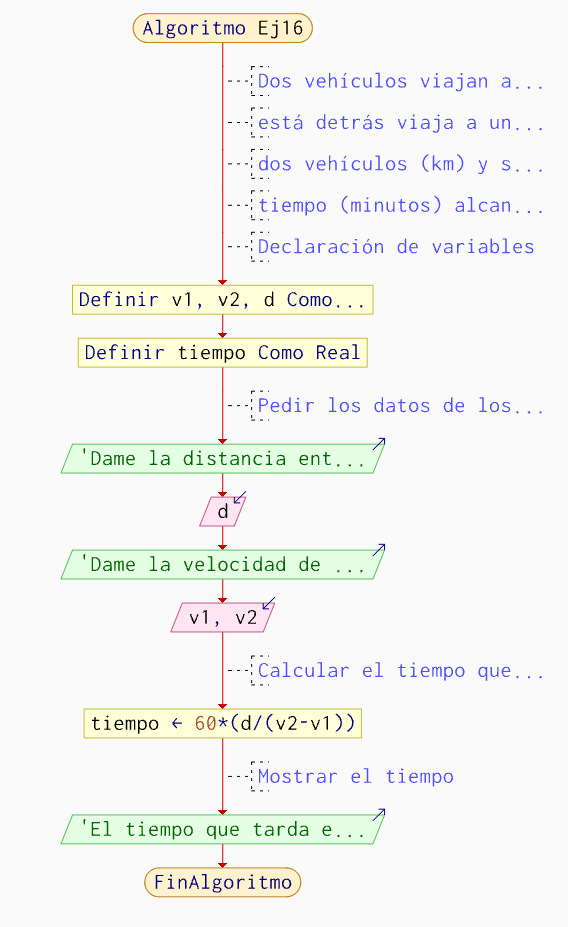 Algoritmo Ej16
Dos vehículos viajan a...
está detrás viaja a un...
dos vehículos (km) y s...
tiempo (minutos) alcan...
Declaración de variables
Definir v1, v2, d Como...
Definir tiempo Como Real
Pedir los datos de los...
'Dame la distancia ent...
d
'Dame la velocidad de ...
v1, v2
Calcular el tiempo que...
tiempo ← 60*(d/(v2-v1))
Mostrar el tiempo
'El tiempo que tarda e...
FinAlgoritmo